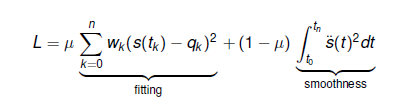 L = μ ∑_{k=0}^{n} w_k(s(t_k) − q_k)² + (1 − μ) ∫_{t_0}^{t_n} s̈(t)² dt
fitting smoothness